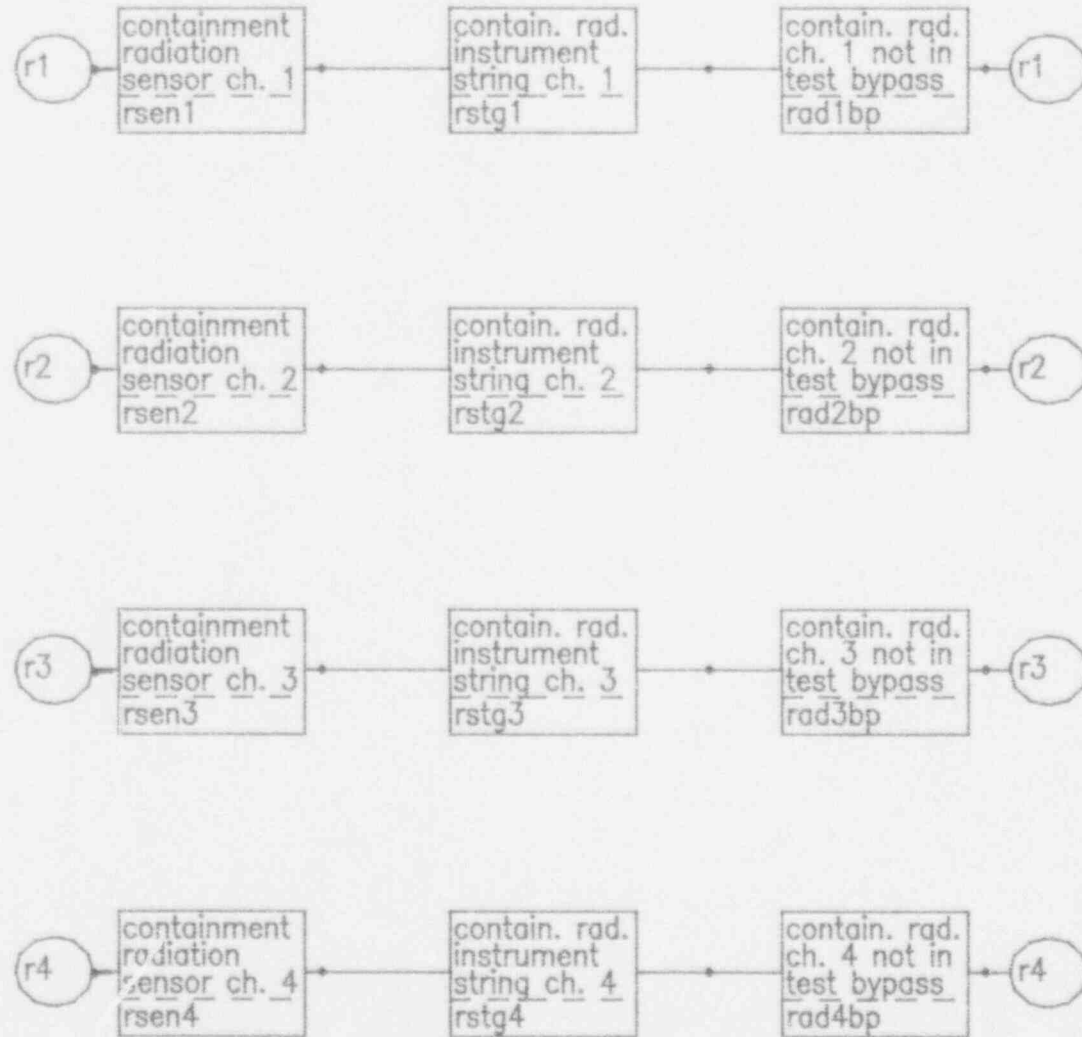 r1
containment
radiation
sensor ch. 1
rsen1
contain. rad.
instrument
string ch. 1
rstg1
contain. rad.
ch. 1 not in
test bypass
rad1bp
r1
r2
containment
radiation
sensor ch. 2
rsen2
contain. rad.
instrument
string ch. 2
rstg2
contain. rad.
ch. 2 not in
test bypass
rad2bp
r2
r3
containment
radiation
sensor ch. 3
rsen3
contain. rad.
instrument
string ch. 3
rstg3
contain. rad.
ch. 3 not in
test bypass
rad3bp
r3
r4
containment
radiation
sensor ch. 4
rsen4
contain. rad.
instrument
string ch. 4
rstg4
contain. rad.
ch. 4 not in
test bypass
rad4bp
r4